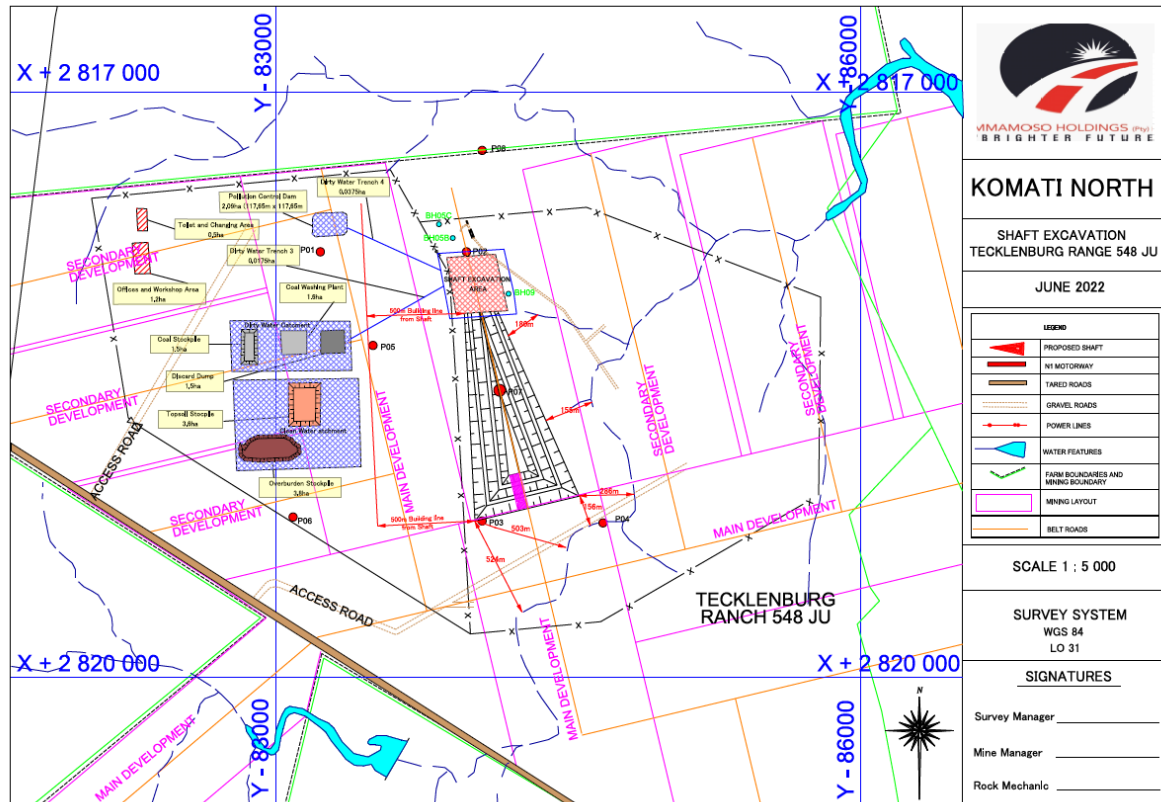 X + 2 817 000
Y - 83000
Y - 86000
X + 2 817 000
P08
Dirty Water Trench 4
0,0375ha
Pollution Control Dam
2,09ha (117,65m x 117,65m
Toilet and Changing Area
0,5ha
BH05C
BH05B
P01
P02
Dirty Water Trench 3
0,0175ha
SECONDARY
DEVELOPMENT
SHAFT EXCAVATION
AREA
BH09
Offices and Workshop Area
1,2ha
Coal Washing Plant
1,8ha
500m Building line
from Shaft
180m
Dirty Water Catchment
Coal Stockpile
1,5ha
P05
Discard Dump
1,5ha
P07
SECONDARY
DEVELOPMENT
SECONDARY
DEVELOPMENT
SECONDARY
DEVELOPMENT
155m
Topsoil Stocpile
3,8ha
Clean Water atchment
ACCESS ROAD
MAIN DEVELOPMENT
Overburden Stockpile
3,8ha
286m
156m
SECONDARY
DEVELOPMENT
P06
500m Building line
from Shaft
P03
503m
P04
MAIN DEVELOPMENT
524m
ACCESS ROAD
TECKLENBURG
RANCH 548 JU
MAIN DEVELOPMENT
X + 2 820 000
X + 2 820 000
Y - 83000
Y - 86000
MAIN DEVELOPMENT
N
MMAMOSO HOLDINGS (Pty)
BRIGHTER FUTURE
KOMATI NORTH
SHAFT EXCAVATION
TECKLENBURG RANGE 548 JU
JUNE 2022
LEGEND
PROPOSED SHAFT
N1 MOTORWAY
TARED ROADS
GRAVEL ROADS
POWER LINES
WATER FEATURES
FARM BOUNDARIES AND
MINING BOUNDARY
MINING LAYOUT
BELT ROADS
SCALE 1 : 5 000
SURVEY SYSTEM
WGS 84
LO 31
SIGNATURES
Survey Manager
Mine Manager
Rock Mechanic